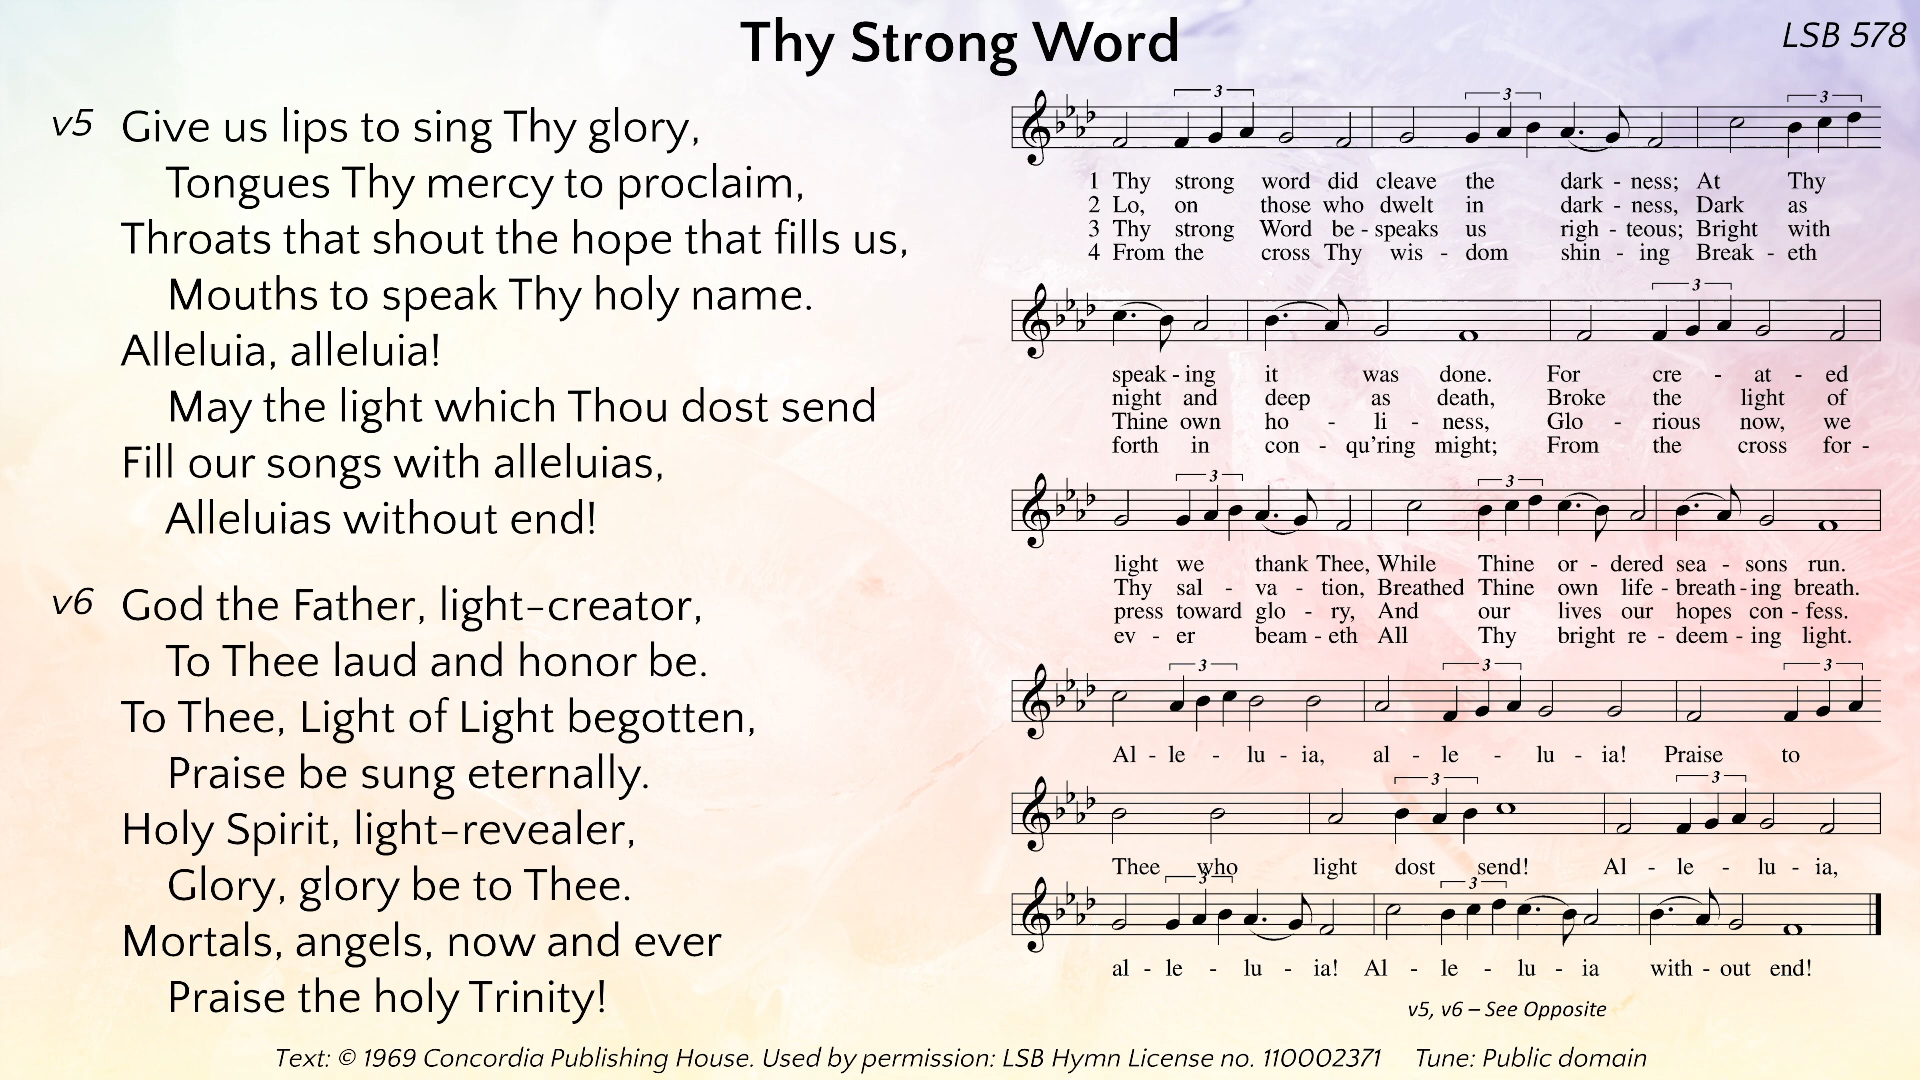 Thy Strong Word
LSB 578
v5 Give us lips to sing Thy glory,
Tongues Thy mercy to proclaim,
Throats that shout the hope that fills us,
Mouths to speak Thy holy name.
Alleluia, alleluia!
May the light which Thou dost send
Fill our songs with alleluias,
Alleluias without end!
v6 God the Father, light-creator,
To Thee laud and honor be.
To Thee, Light of Light begotten,
Praise be sung eternally.
Holy Spirit, light-revealer,
Glory, glory be to Thee.
Mortals, angels, now and ever
Praise the holy Trinity!
3 3 3
1 Thy strong word did cleave the dark - ness; At Thy
2 Lo, on those who dwelt in dark - ness, Dark as
3 Thy strong Word be - speaks us righ - teous; Bright with
4 From the cross Thy wis - dom shin - ing Break - eth
3
speak - ing it was done. For cre - at - ed
night and deep as death, Broke the light of
Thine own ho - li - ness, Glo - rious now, we
forth in con - qu'ring might; From the cross for -
3 3
light we thank Thee, While Thine or - dered sea - sons run.
Thy sal - va - tion, Breathed Thine own life - breath - ing breath.
press toward glo - ry, And our lives our hopes con - fess.
ev - er beam - eth All Thy bright re - deem - ing light.
3 3 3
Al - le - lu - ia, al - le - lu - ia! Praise to
3 3
Thee who light dost send! Al - le - lu - ia,
3 3
al - le - lu - ia! Al - le - lu - ia with - out end!
v5, v6 – See Opposite
Text: © 1969 Concordia Publishing House. Used by permission: LSB Hymn License no. 110002371 Tune: Public domain